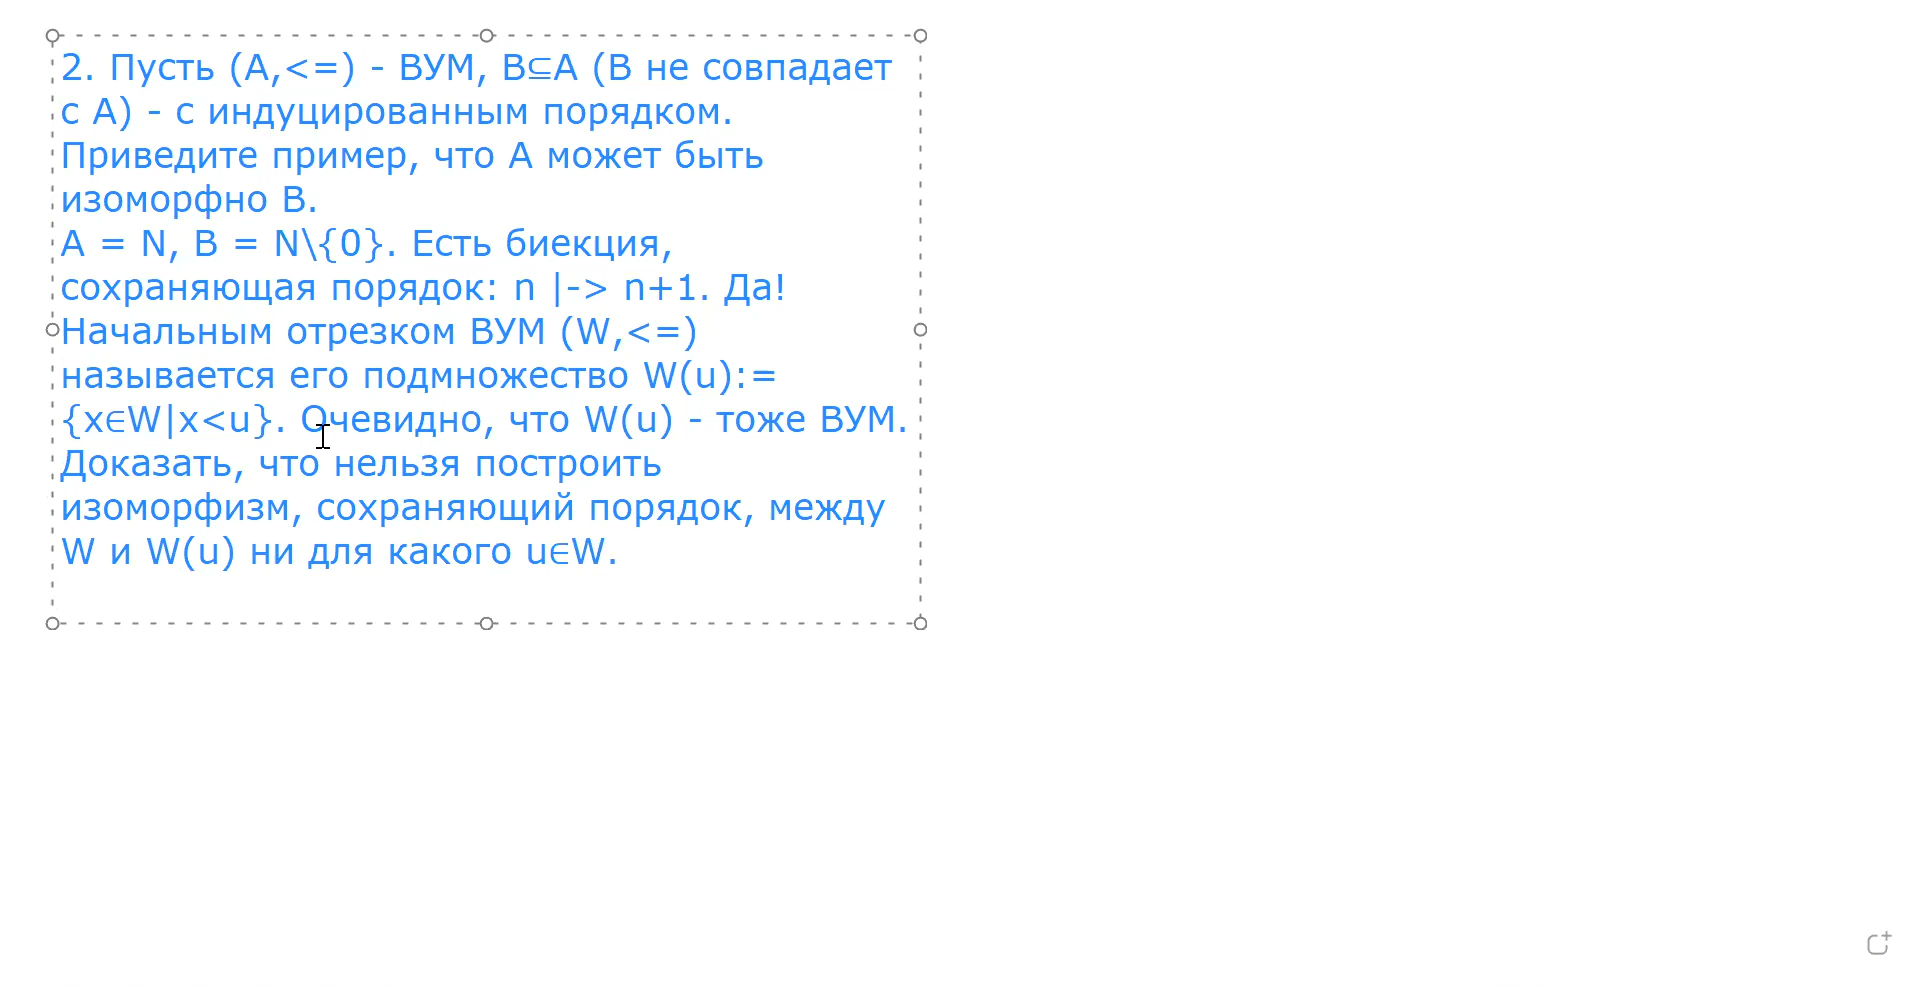 2. Пусть (A,<=) - ВУМ, B⊆A (B не совпадает
с A) - с индуцированным порядком.
Приведите пример, что A может быть
изоморфно B.
A = N, B = N\{0}. Есть биекция,
сохраняющая порядок: n |-> n+1. Да!
Начальным отрезком ВУМ (W,<=)
называется его подмножество W(u):=
{x∈W|x<u}. Очевидно, что W(u) - тоже ВУМ.
Доказать, что нельзя построить
изоморфизм, сохраняющий порядок, между
W и W(u) ни для какого u∈W.